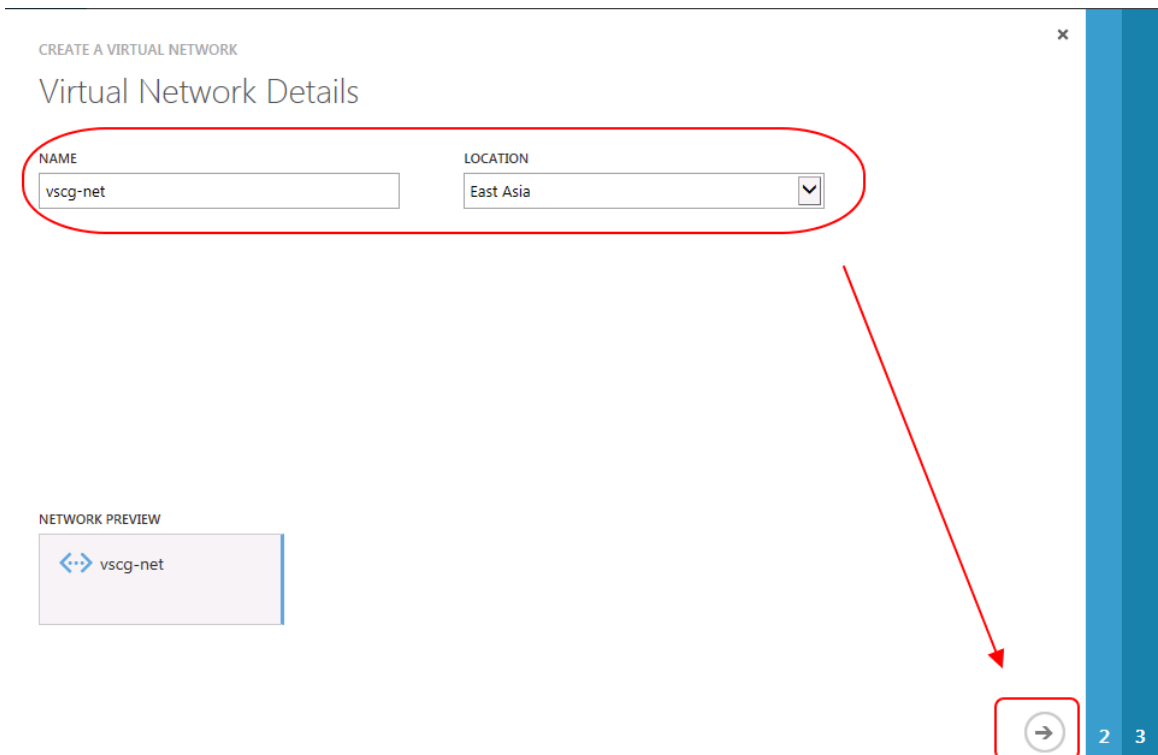 CREATE A VIRTUAL NETWORK
Virtual Network Details
NAME
LOCATION
vscg-net
East Asia
NETWORK PREVIEW
vscg-net
2 3